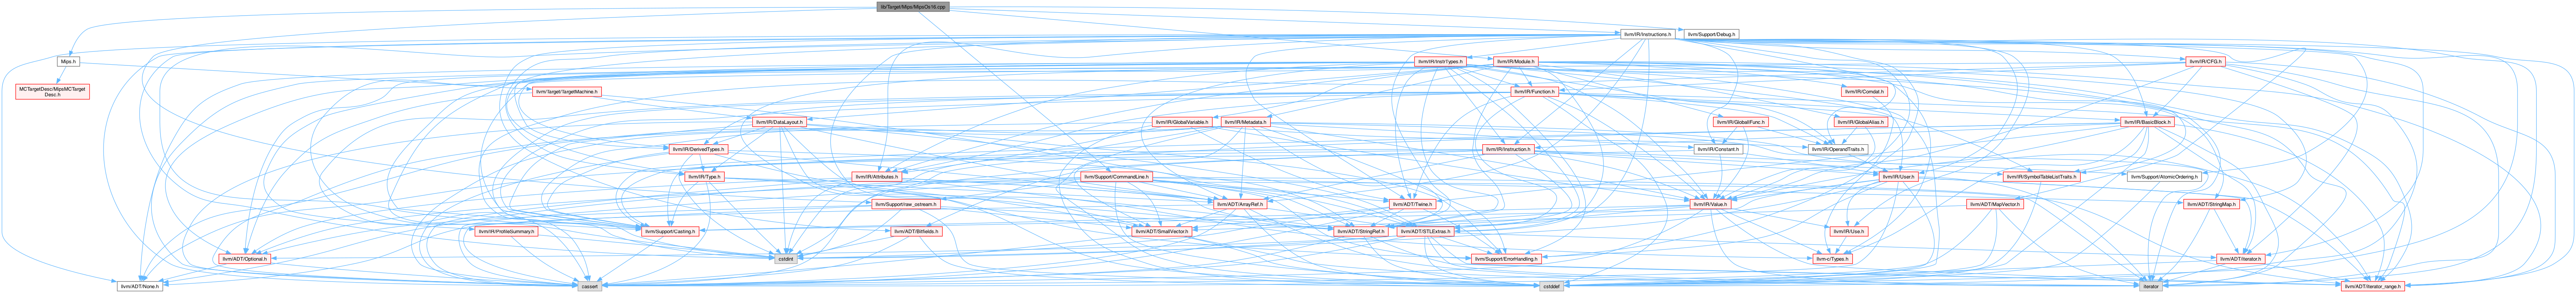 lib/Target/Mips/MipsOs16.cpp
llvm/IR/Instructions.h
llvm/Support/Debug.h
Mips.h
llvm/IR/InstrTypes.h
llvm/IR/Module.h
llvm/IR/CFG.h
MCTargetDesc/MipsMCTarget
Desc.h
llvm/Target/TargetMachine.h
llvm/IR/Function.h
llvm/IR/Comdat.h
llvm/IR/DataLayout.h
llvm/IR/GlobalVariable.h
llvm/IR/Metadata.h
llvm/IR/GlobalIFunc.h
llvm/IR/GlobalAlias.h
llvm/IR/BasicBlock.h
llvm/IR/DerivedTypes.h
llvm/IR/Instruction.h
llvm/IR/Constant.h
llvm/IR/OperandTraits.h
llvm/IR/Type.h
llvm/IR/Attributes.h
llvm/Support/CommandLine.h
llvm/IR/User.h
llvm/IR/SymbolTableListTraits.h
llvm/Support/AtomicOrdering.h
llvm/Support/raw_ostream.h
llvm/ADT/ArrayRef.h
llvm/ADT/Twine.h
llvm/IR/Value.h
llvm/ADT/MapVector.h
llvm/ADT/StringMap.h
llvm/IR/ProfileSummary.h
llvm/Support/Casting.h
llvm/ADT/Bitfields.h
llvm/ADT/SmallVector.h
llvm/ADT/StringRef.h
llvm/ADT/STLExtras.h
llvm/IR/Use.h
llvm/ADT/Optional.h
cstdint
llvm/Support/ErrorHandling.h
llvm-c/Types.h
llvm/ADT/iterator.h
llvm/ADT/None.h
cassert
cstddef
iterator
llvm/ADT/iterator_range.h